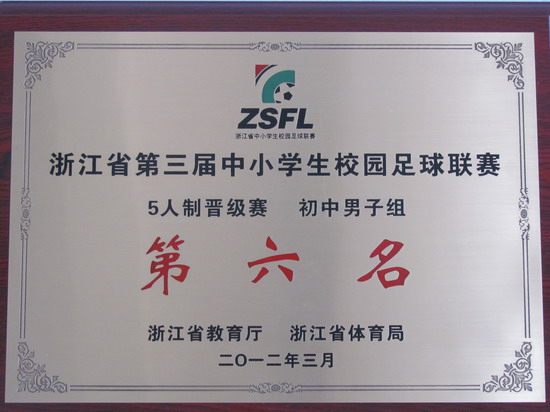 ZSFL
浙江省中小学生校园足球联赛
浙江省第三届中小学生校园足球联赛
5人制晋级赛 初中男子组
第六名
浙江省教育厅 浙江省体育局
二〇一二年三月